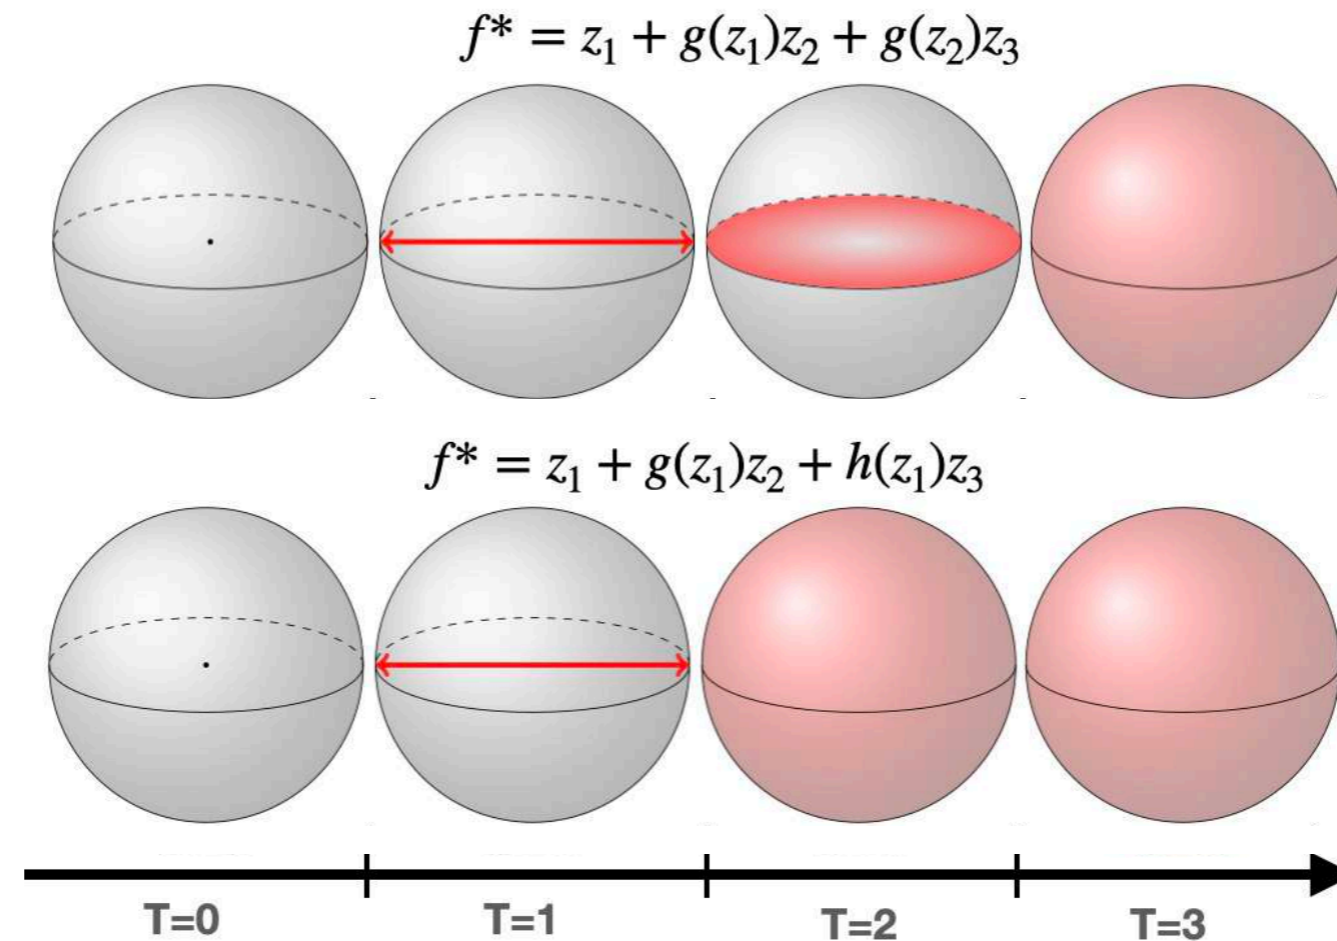 f* = z₁ + g(z₁)z₂ + g(z₂)z₃
f* = z₁ + g(z₁)z₂ + h(z₁)z₃
T=0 T=1 T=2 T=3